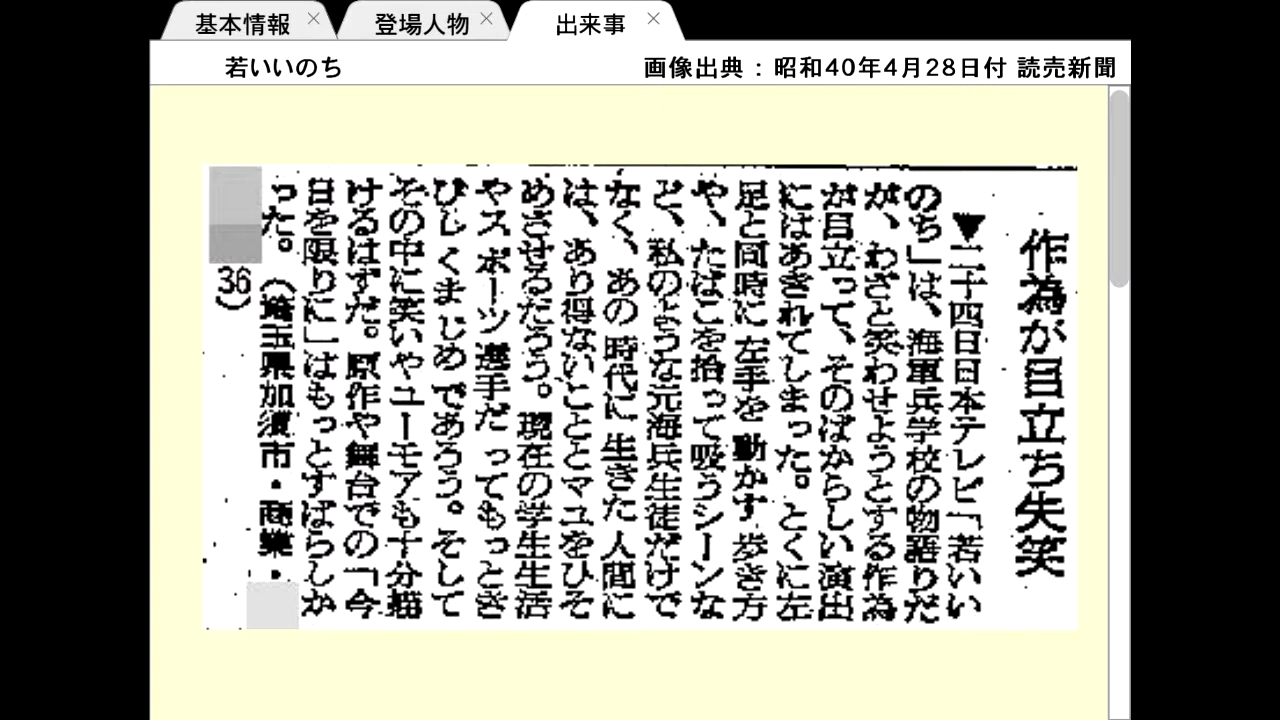 基本情報
登場人物
出来事
若いいのち
画像出典：昭和40年4月28日付 読売新聞
作為が目立ち失笑
▼二十四日日本テレビ「若いい
のち」は、海軍兵学校の物語りだ
が、わざと笑わせようとする作為
が目立って、そのばからしい演出
にはあきれてしまった。とくに左
足と同時に左手を動かす歩き方
や、たばこを拾って吸うシーンな
ど、私のような元海兵生徒だけで
なく、あの時代に生きた人間に
は、あり得ないこととマユをひそ
めさせるだろう。現在の学生生活
やスポーツ選手だってもっとき
びしくまじめであろう。そして
その中に笑いやユーモアも十分描
けるはずだ。原作や舞台での「今
日を限りに」はもっとすばらしか
った。（埼玉県加須市・商業・
36）